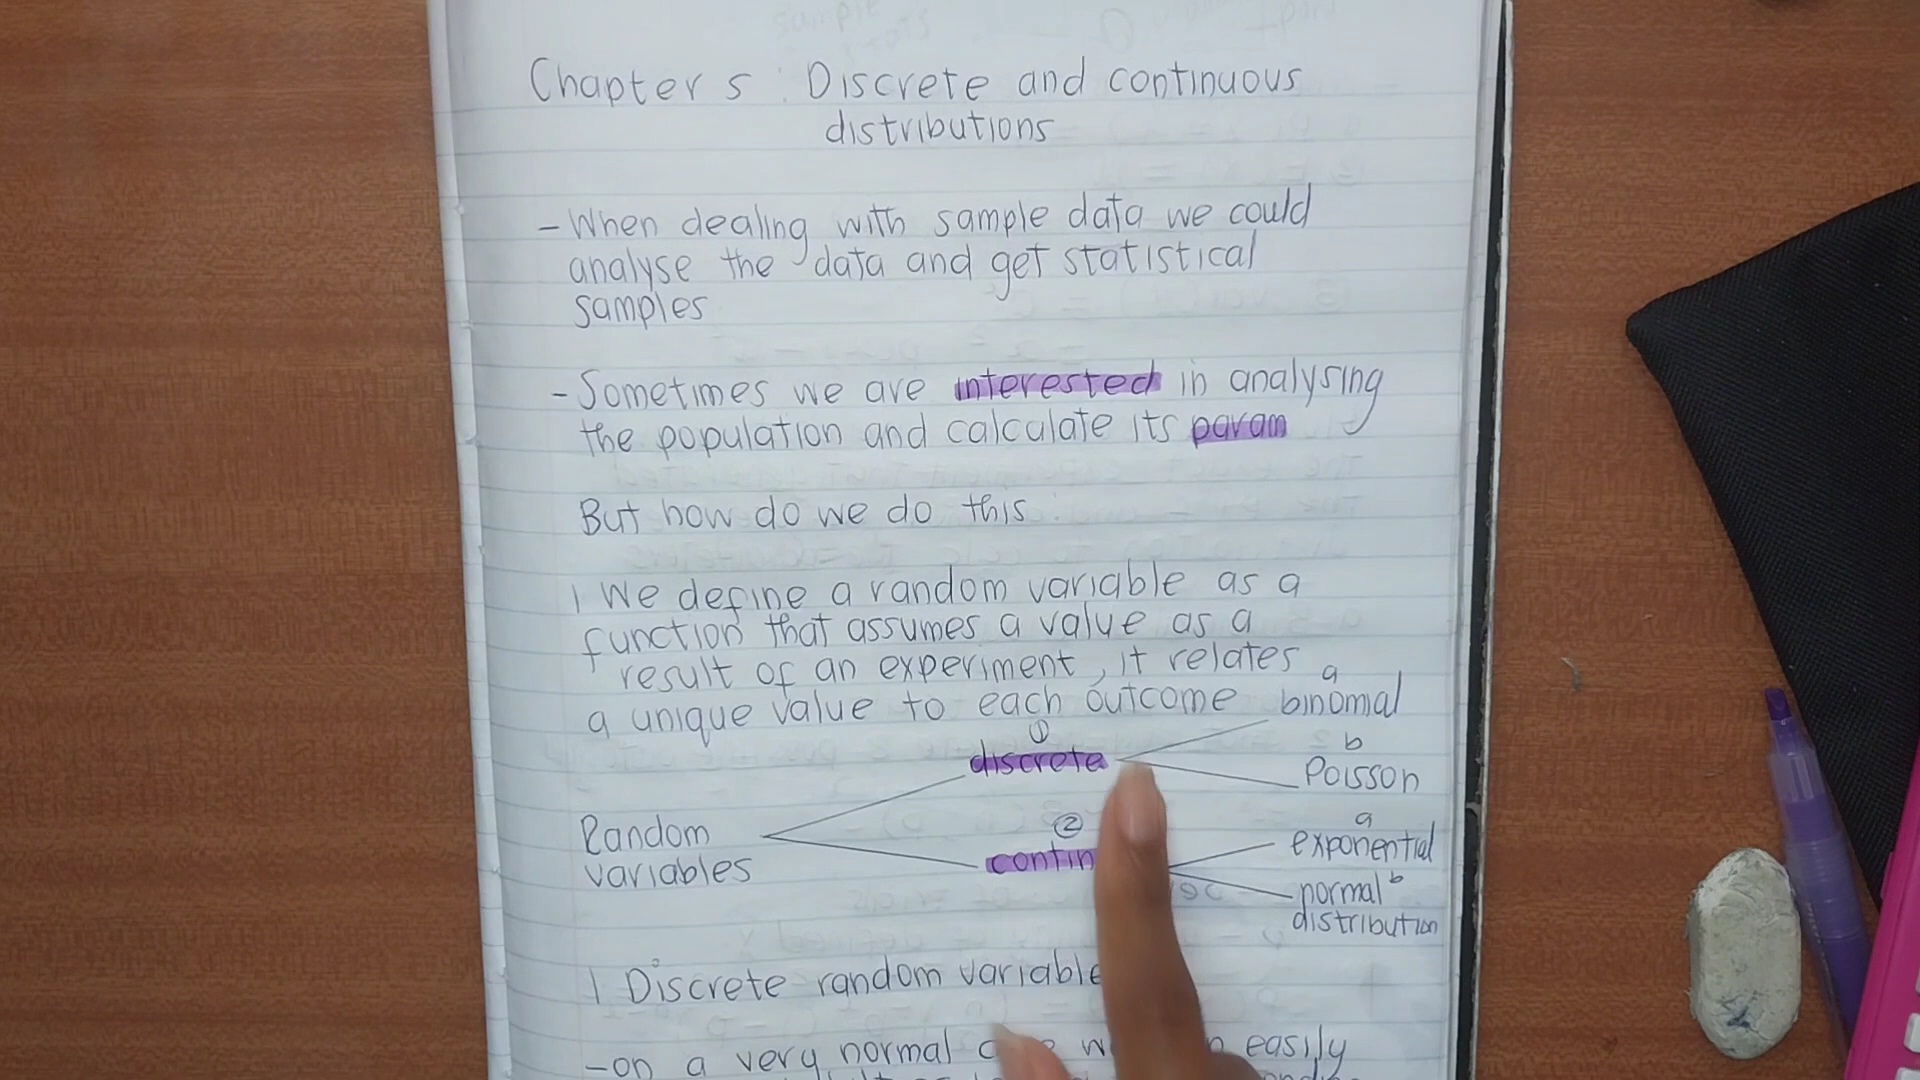 Chapter 5 : Discrete and continuous
distributions
- When dealing with sample data we could
analyse the data and get statistical
samples
- Sometimes we are interested in analysing
the population and calculate its param
But how do we do this
1 We define a random variable as a
function that assumes a value as a
result of an experiment, it relates
a unique value to each outcome
a
binomal
① discrete
b
Poisson
Random
variables
② contin
a
exponential
normal b
distribution
1 Discrete random variable
- on a very normal easily